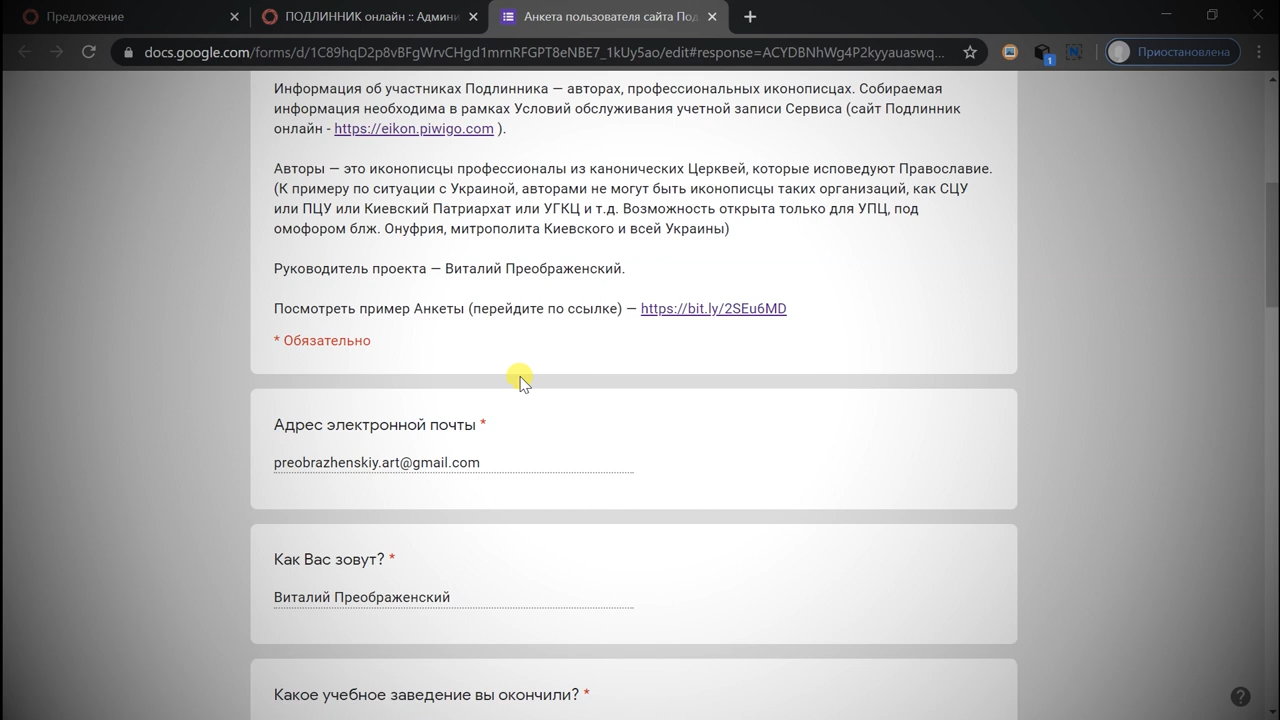 Предложение
ПОДЛИННИК онлайн :: Админи
Анкета пользователя сайта Под
docs.google.com/forms/d/1C89hqD2p8vBFgWrvCHgd1mrnRFGPT8eNBE7_1kUy5ao/edit#response=ACYDBNhWg4P2kyyauaswq...
1
Приостановлена
Информация об участниках Подлинника — авторах, профессиональных иконописцах. Собираемая
информация необходима в рамках Условий обслуживания учетной записи Сервиса (сайт Подлинник
онлайн - https://eikon.piwigo.com ).
Авторы — это иконописцы профессионалы из канонических Церквей, которые исповедуют Православие.
(К примеру по ситуации с Украиной, авторами не могут быть иконописцы таких организаций, как СЦУ
или ПЦУ или Киевский Патриархат или УГКЦ и т.д. Возможность открыта только для УПЦ, под
омофором блж. Онуфрия, митрополита Киевского и всей Украины)
Руководитель проекта — Виталий Преображенский.
Посмотреть пример Анкеты (перейдите по ссылке) — https://bit.ly/2SEu6MD
* Обязательно
Адрес электронной почты *
preobrazhenskiy.art@gmail.com
Как Вас зовут? *
Виталий Преображенский
Какое учебное заведение вы окончили? *